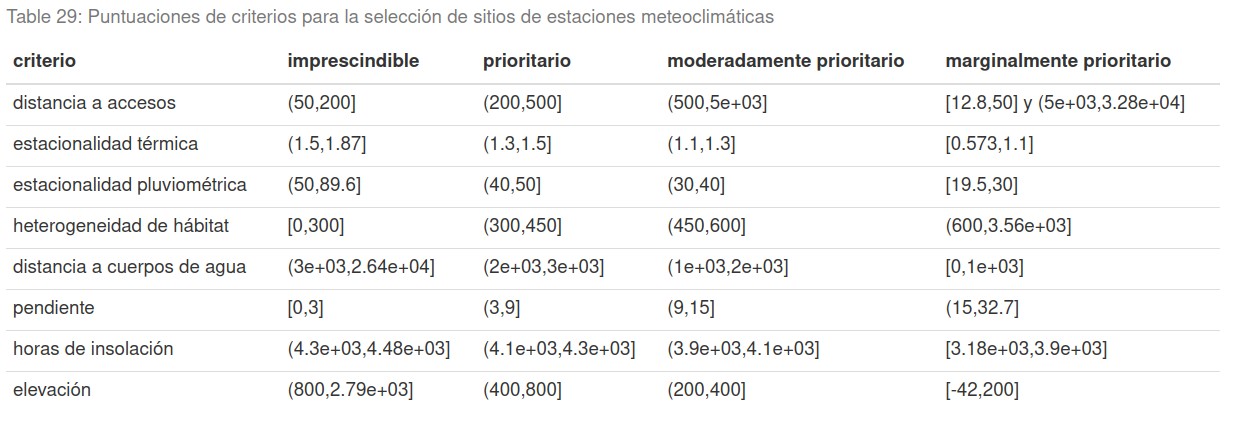 Table 29: Puntuaciones de criterios para la selección de sitios de estaciones meteoclimáticas
criterio imprescindible prioritario moderadamente prioritario marginalmente prioritario
distancia a accesos (50,200] (200,500] (500,5e+03] [12.8,50] y (5e+03,3.28e+04]
estacionalidad térmica (1.5,1.87] (1.3,1.5] (1.1,1.3] [0.573,1.1]
estacionalidad pluviométrica (50,89.6] (40,50] (30,40] [19.5,30]
heterogeneidad de hábitat [0,300] (300,450] (450,600] (600,3.56e+03]
distancia a cuerpos de agua (3e+03,2.64e+04] (2e+03,3e+03] (1e+03,2e+03] [0,1e+03]
pendiente [0,3] (3,9] (9,15] (15,32.7]
horas de insolación (4.3e+03,4.48e+03] (4.1e+03,4.3e+03] (3.9e+03,4.1e+03] [3.18e+03,3.9e+03]
elevación (800,2.79e+03] (400,800] (200,400] [-42,200]